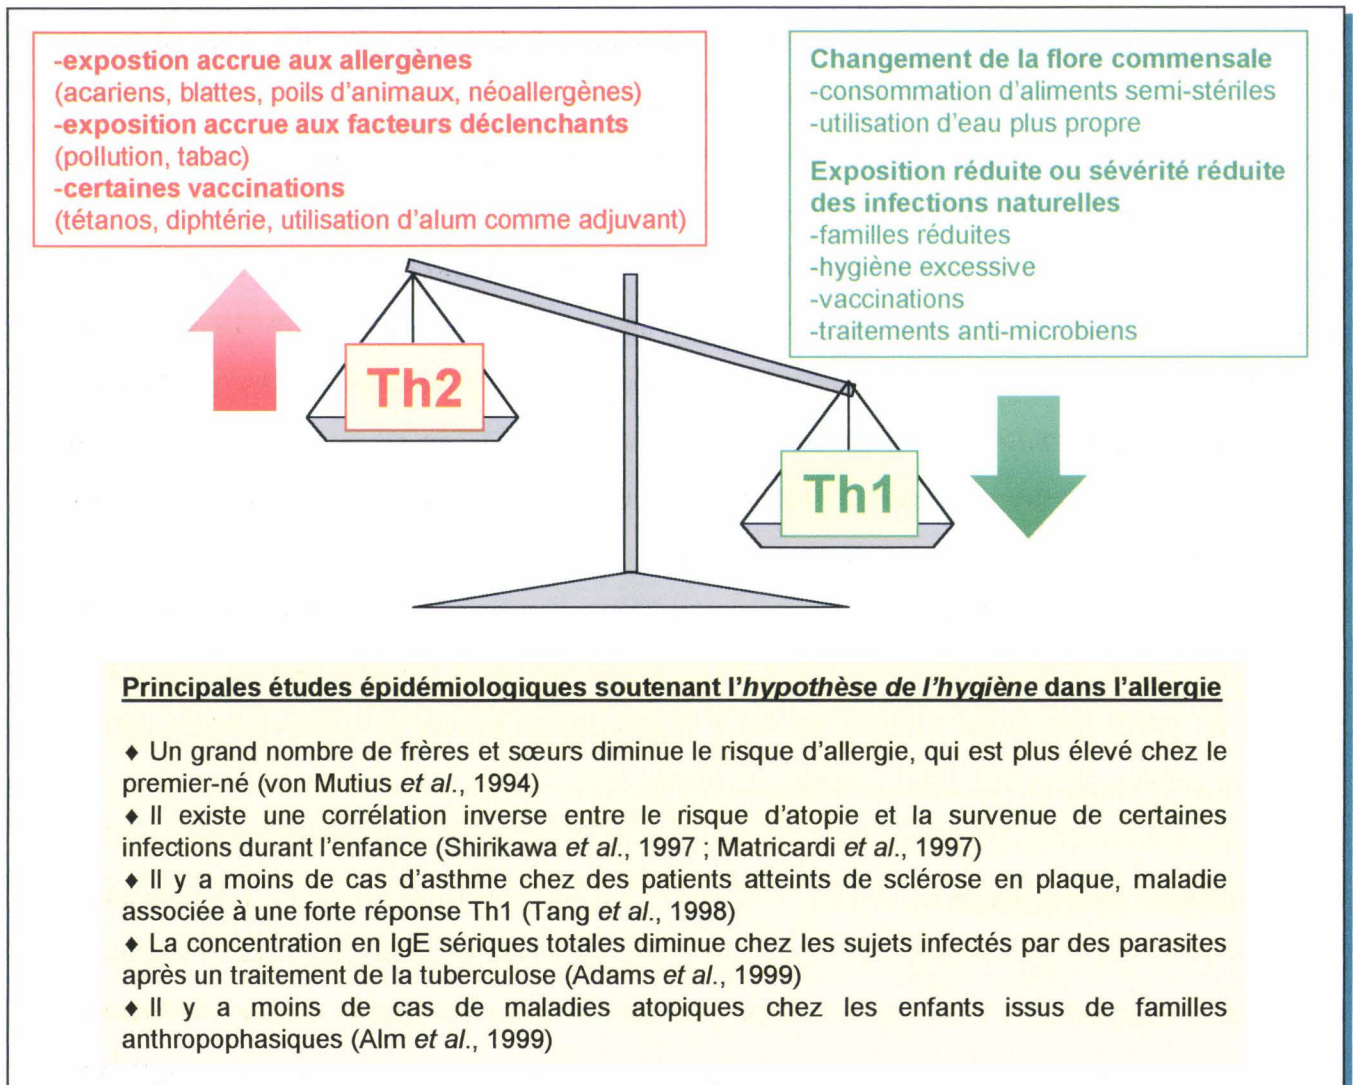 -expostion accrue aux allergènes
(acariens, blattes, poils d'animaux, néoallergènes)
-exposition accrue aux facteurs déclenchants
(pollution, tabac)
-certaines vaccinations
(tétanos, diphtérie, utilisation d'alum comme adjuvant)
Changement de la flore commensale
-consommation d'aliments semi-stériles
-utilisation d'eau plus propre
Exposition réduite ou sévérité réduite
des infections naturelles
-familles réduites
-hygiène excessive
-vaccinations
-traitements anti-microbiens
Th2
Th1
Principales études épidémiologiques soutenant l'hypothèse de l'hygiène dans l'allergie
♦ Un grand nombre de frères et sœurs diminue le risque d'allergie, qui est plus élevé chez le
premier-né (von Mutius et al., 1994)
♦ Il existe une corrélation inverse entre le risque d'atopie et la survenue de certaines
infections durant l'enfance (Shirikawa et al., 1997 ; Matricardi et al., 1997)
♦ Il y a moins de cas d'asthme chez des patients atteints de sclérose en plaque, maladie
associée à une forte réponse Th1 (Tang et al., 1998)
♦ La concentration en IgE sériques totales diminue chez les sujets infectés par des parasites
après un traitement de la tuberculose (Adams et al., 1999)
♦ Il y a moins de cas de maladies atopiques chez les enfants issus de familles
anthropophasiques (Alm et al., 1999)